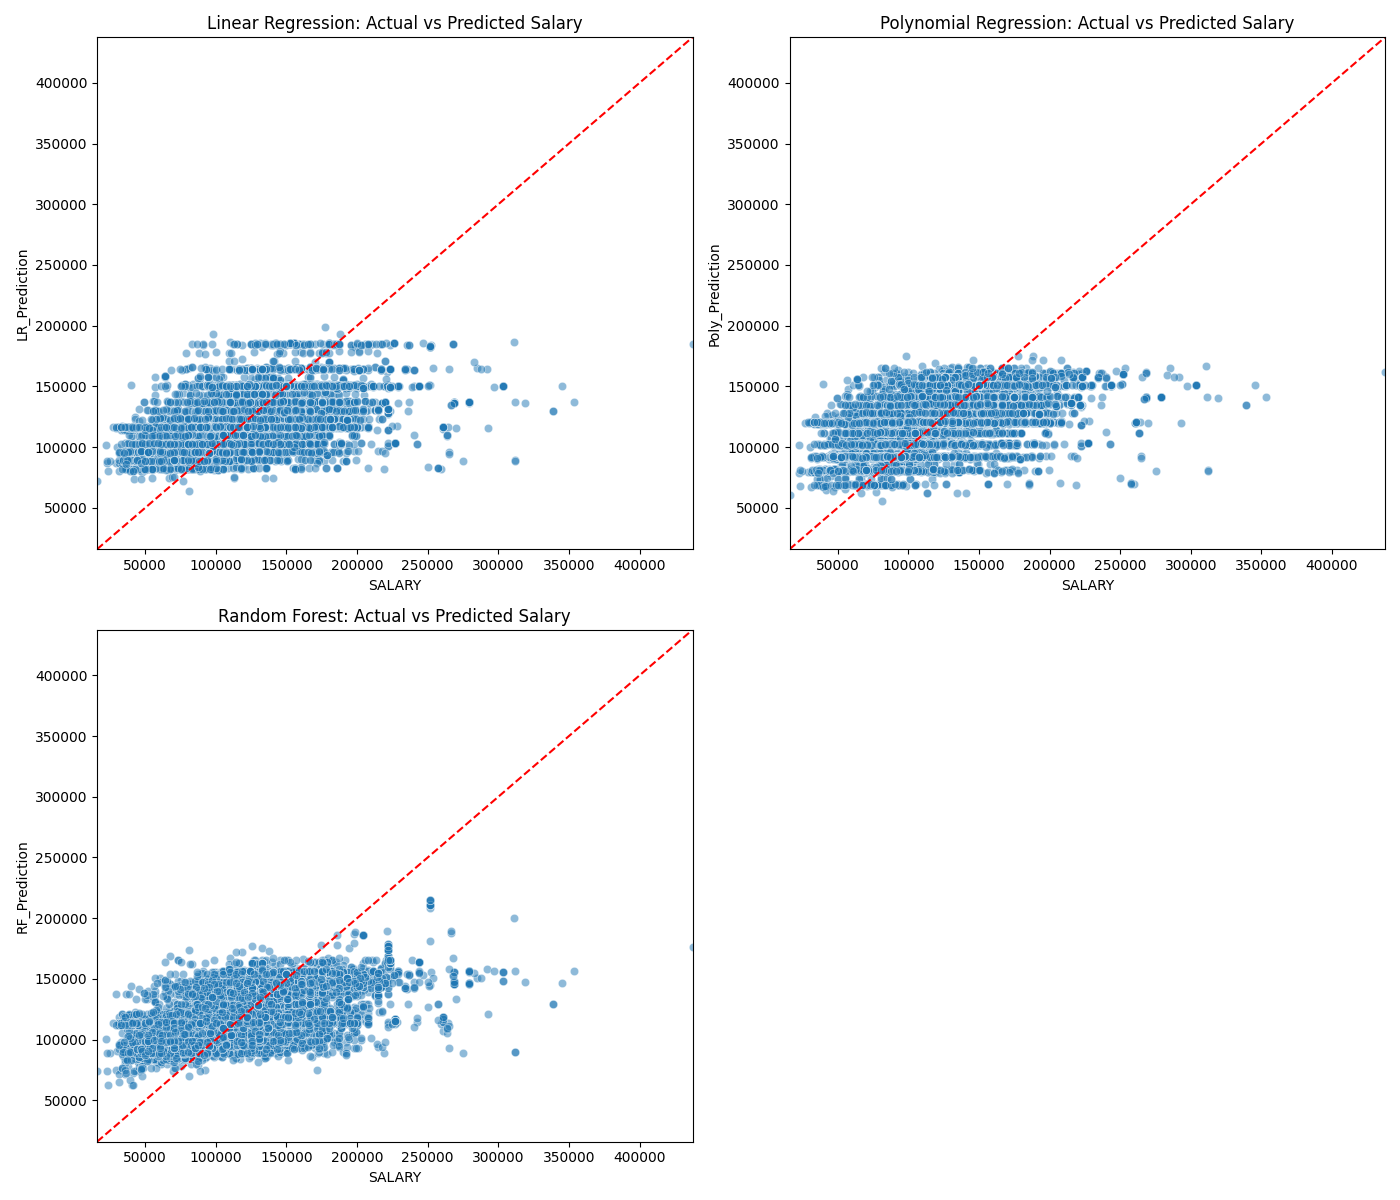 Linear Regression: Actual vs Predicted Salary
400000
350000
300000
250000
200000
150000
100000
50000
LR_Prediction
50000 100000 150000 200000 250000 300000 350000 400000
SALARY
Polynomial Regression: Actual vs Predicted Salary
400000
350000
300000
250000
200000
150000
100000
50000
Poly_Prediction
50000 100000 150000 200000 250000 300000 350000 400000
SALARY
Random Forest: Actual vs Predicted Salary
400000
350000
300000
250000
200000
150000
100000
50000
RF_Prediction
50000 100000 150000 200000 250000 300000 350000 400000
SALARY